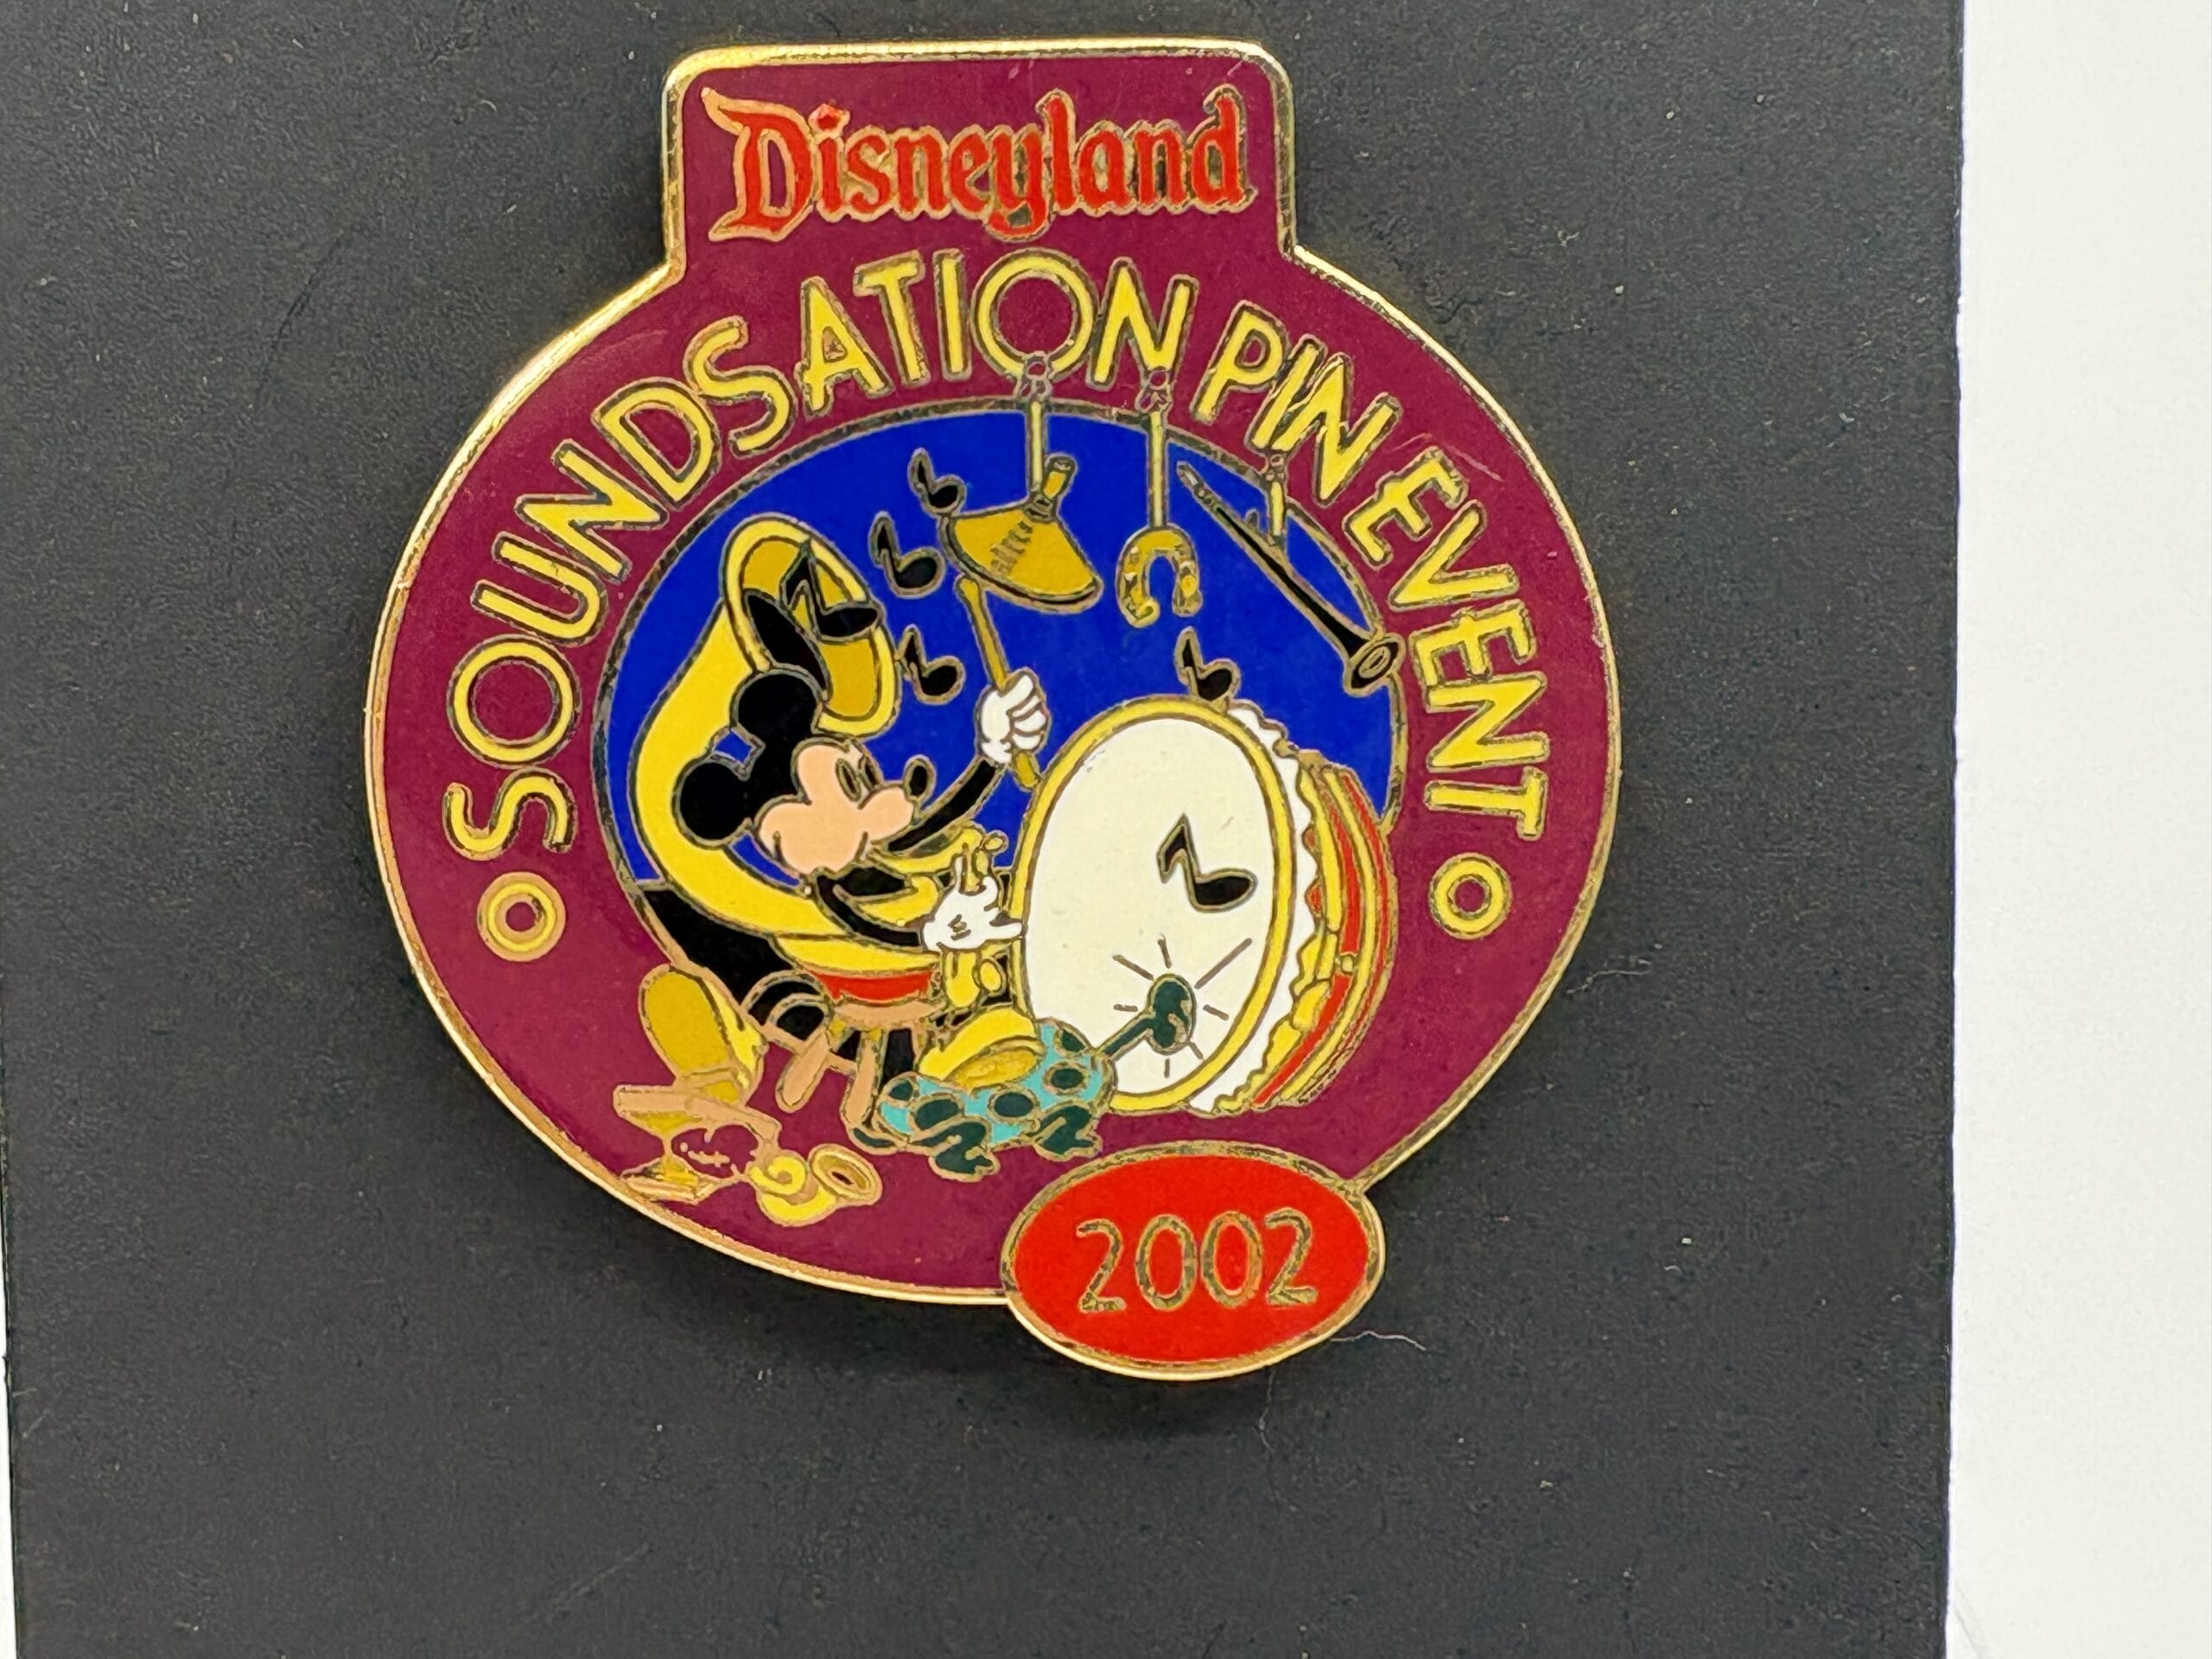 Disneyland
SOUNDSATION PIN EVENT
2002